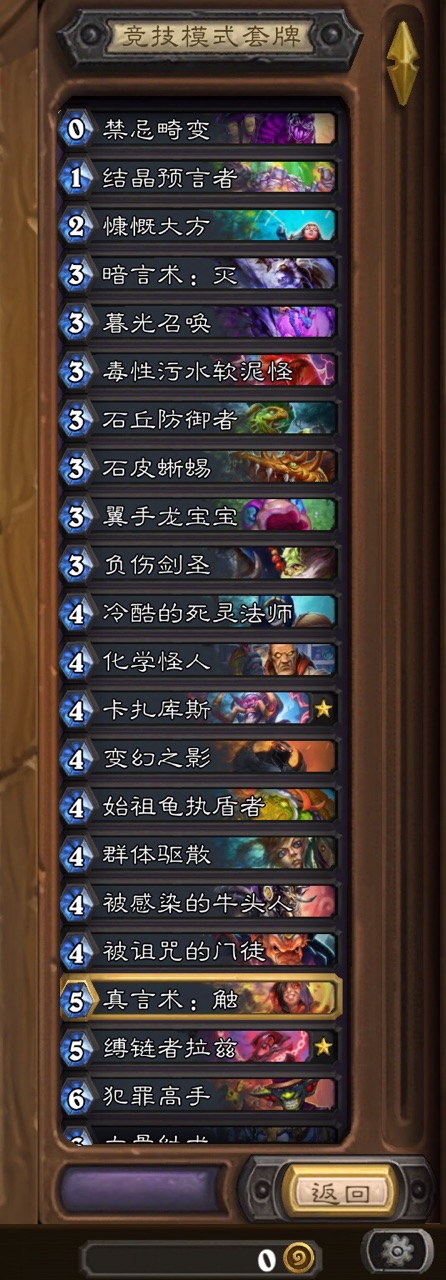 竞技模式套牌
0 禁忌畸变
1 结晶预言者
2 慷慨大方
3 暗言术：灭
3 暮光召唤
3 毒性污水软泥怪
3 石丘防御者
3 石皮蜥蜴
3 翼手龙宝宝
3 负伤剑圣
4 冷酷的死灵法师
4 化学怪人
4 卡扎库斯
4 变幻之影
4 始祖龟执盾者
4 群体驱散
4 被感染的牛头人
4 被诅咒的门徒
5 真言术：触
5 缚链者拉兹
6 犯罪高手
返回
0